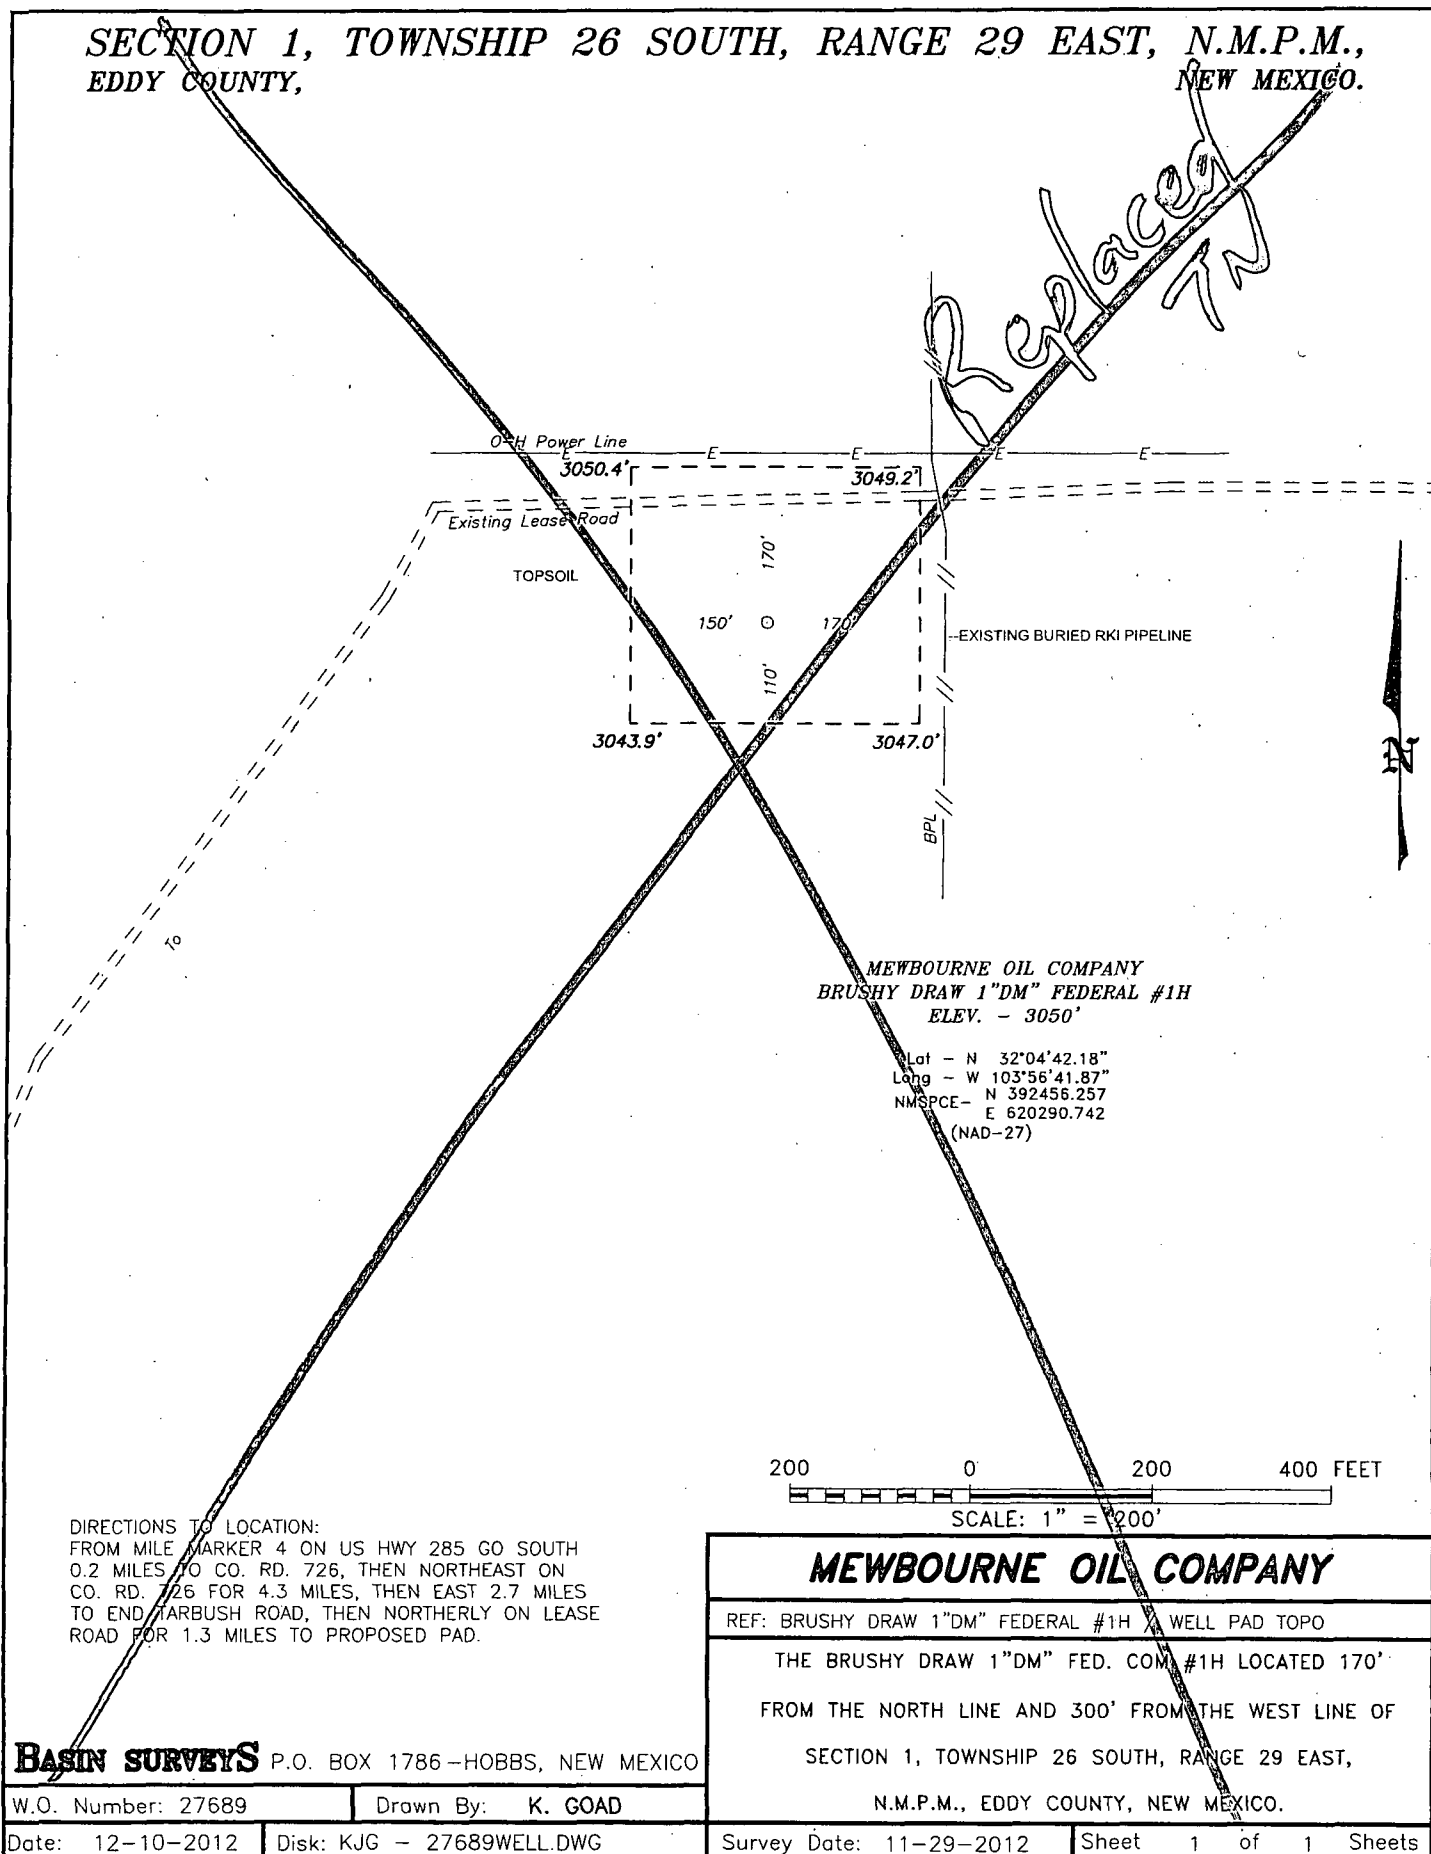 SECTION 1, TOWNSHIP 26 SOUTH, RANGE 29 EAST, N.M.P.M.,
EDDY COUNTY, NEW MEXICO.
Replaced
TN
O-H Power Line
E E E E E
3050.4' 3049.2'
Existing Lease Road
TOPSOIL
170'
150' 170'
110'
--EXISTING BURIED RKI PIPELINE
3043.9' 3047.0'
BPL
N
To
MEWBOURNE OIL COMPANY
BRUSHY DRAW 1"DM" FEDERAL #1H
ELEV. - 3050'
Lat - N 32°04'42.18"
Long - W 103°56'41.87"
NMSPCE- N 392456.257
E 620290.742
(NAD-27)
200 0 200 400 FEET
SCALE: 1" = 200'
DIRECTIONS TO LOCATION:
FROM MILE MARKER 4 ON US HWY 285 GO SOUTH
0.2 MILES TO CO. RD. 726, THEN NORTHEAST ON
CO. RD. 726 FOR 4.3 MILES, THEN EAST 2.7 MILES
TO END TARBUSH ROAD, THEN NORTHERLY ON LEASE
ROAD FOR 1.3 MILES TO PROPOSED PAD.
MEWBOURNE OIL COMPANY
REF: BRUSHY DRAW 1"DM" FEDERAL #1H / WELL PAD TOPO
THE BRUSHY DRAW 1"DM" FED. COM #1H LOCATED 170'
FROM THE NORTH LINE AND 300' FROM THE WEST LINE OF
SECTION 1, TOWNSHIP 26 SOUTH, RANGE 29 EAST,
N.M.P.M., EDDY COUNTY, NEW MEXICO.
BASIN SURVEYS P.O. BOX 1786-HOBBS, NEW MEXICO
W.O. Number: 27689 Drawn By: K. GOAD
Date: 12-10-2012 Disk: KJG - 27689WELL.DWG Survey Date: 11-29-2012 Sheet 1 of 1 Sheets